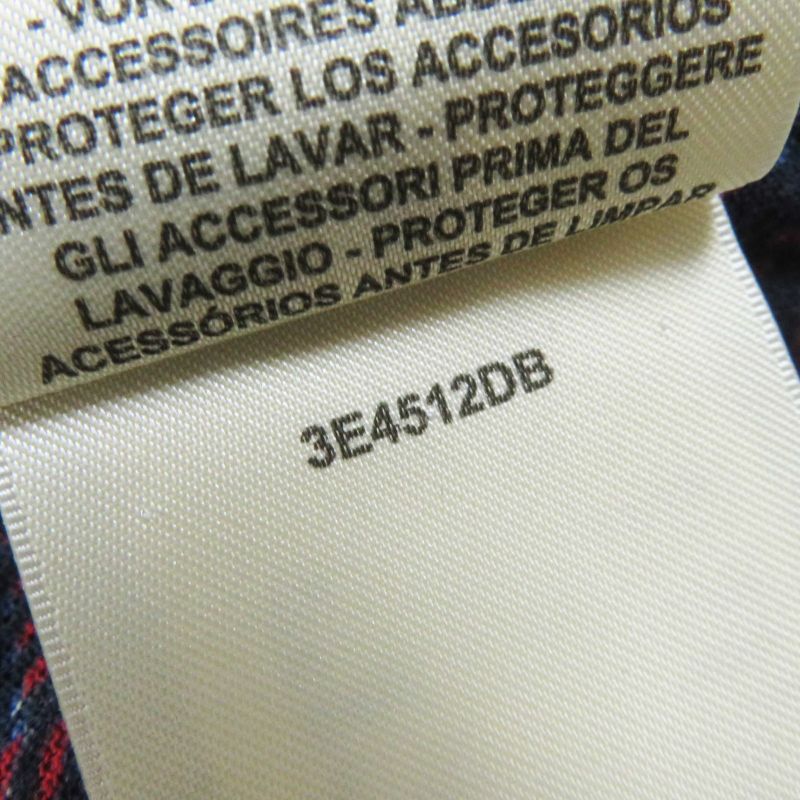 - VOR
ACCESSOIRES
PROTEGER LOS ACCESORIOS
ANTES DE LAVAR - PROTEGGERE
GLI ACCESSORI PRIMA DEL
LAVAGGIO - PROTEGER OS
ACESSÓRIOS ANTES DE LIMPAR
3E4512DB